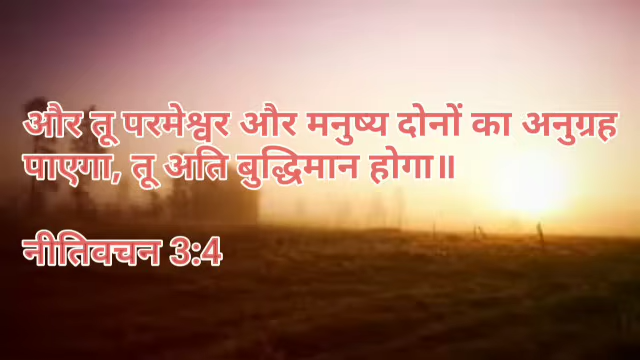 और तू परमेश्वर और मनुष्य दोनों का अनुग्रह
पाएगा, तू अति बुद्धिमान होगा॥
नीतिवचन 3:4